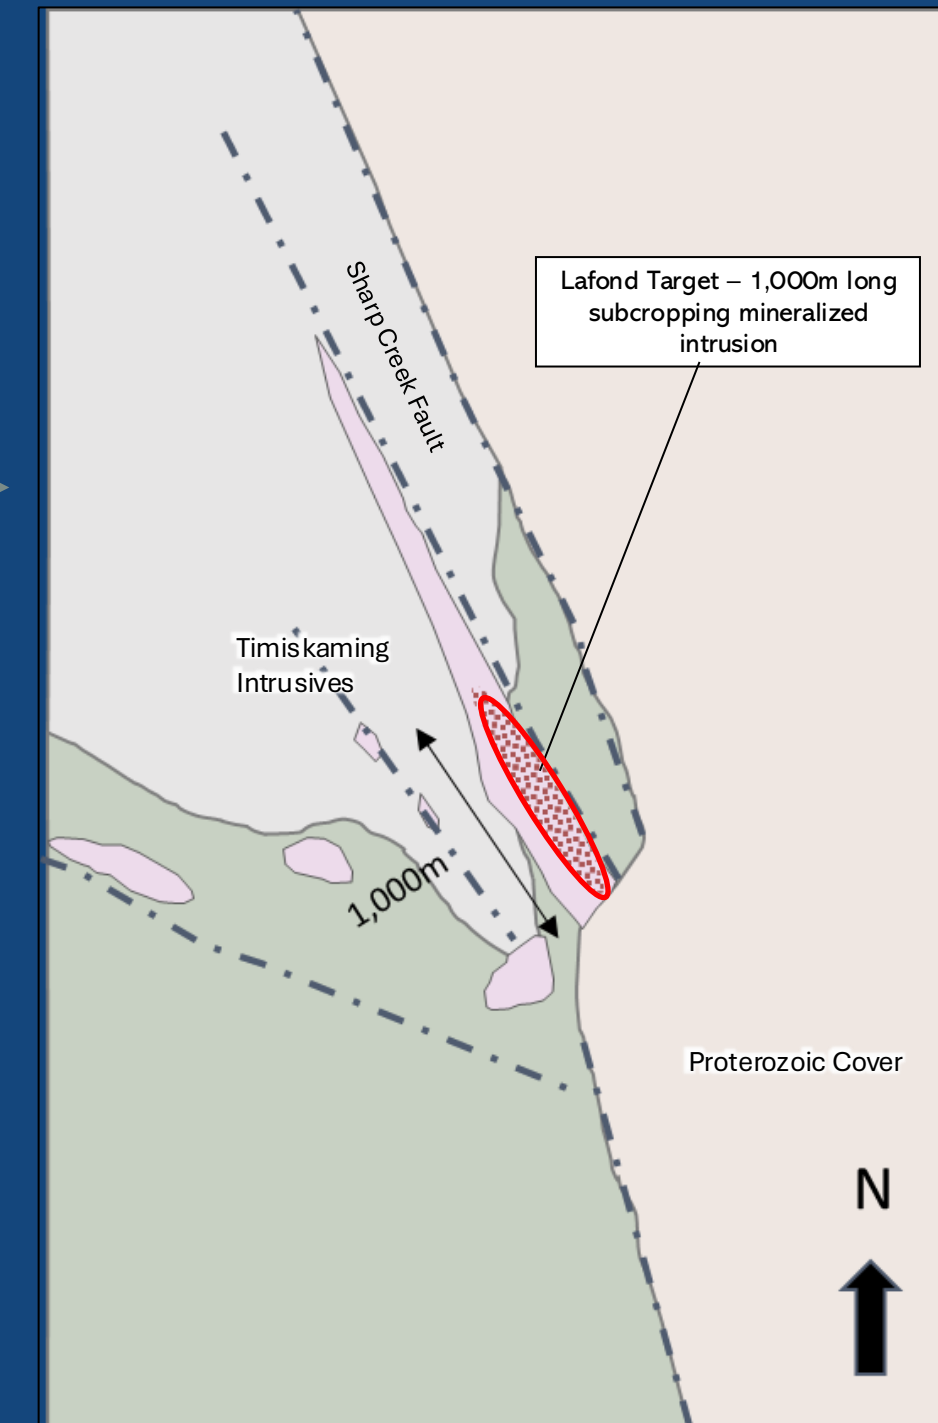 Sharp Creek Fault
Lafond Target – 1,000m long
subcropping mineralized
intrusion
Timiskaming
Intrusives
1,000m
Proterozoic Cover
N